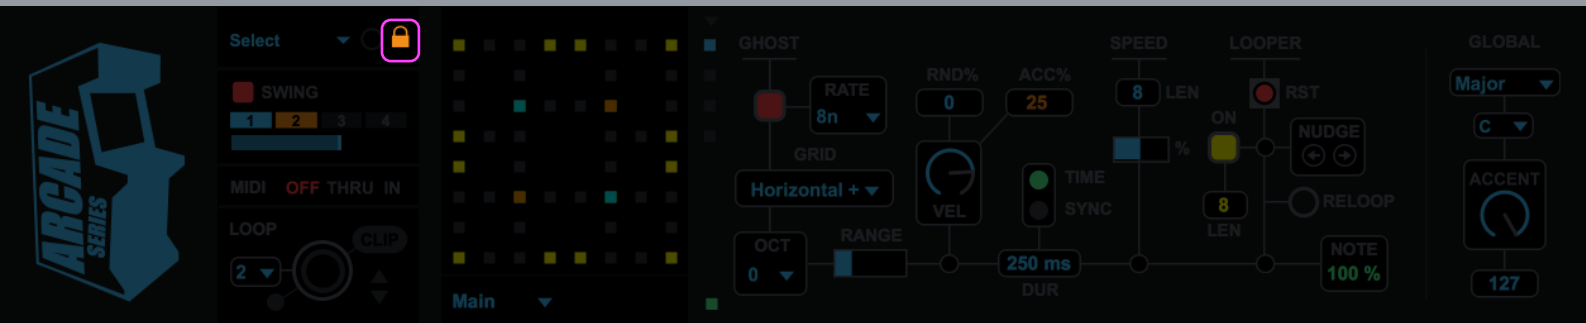 ARCADE
SERIES
Select
SWING
1 2 3 4
MIDI OFF THRU IN
LOOP
CLIP
2
Main
GHOST
RATE
8n
GRID
Horizontal +
OCT
0
RANGE
RND%
0
ACC%
25
VEL
TIME
SYNC
250 ms
DUR
SPEED
8 LEN
%
LOOPER
RST
ON
NUDGE
8
LEN
RELOOP
NOTE
100 %
GLOBAL
Major
C
ACCENT
127